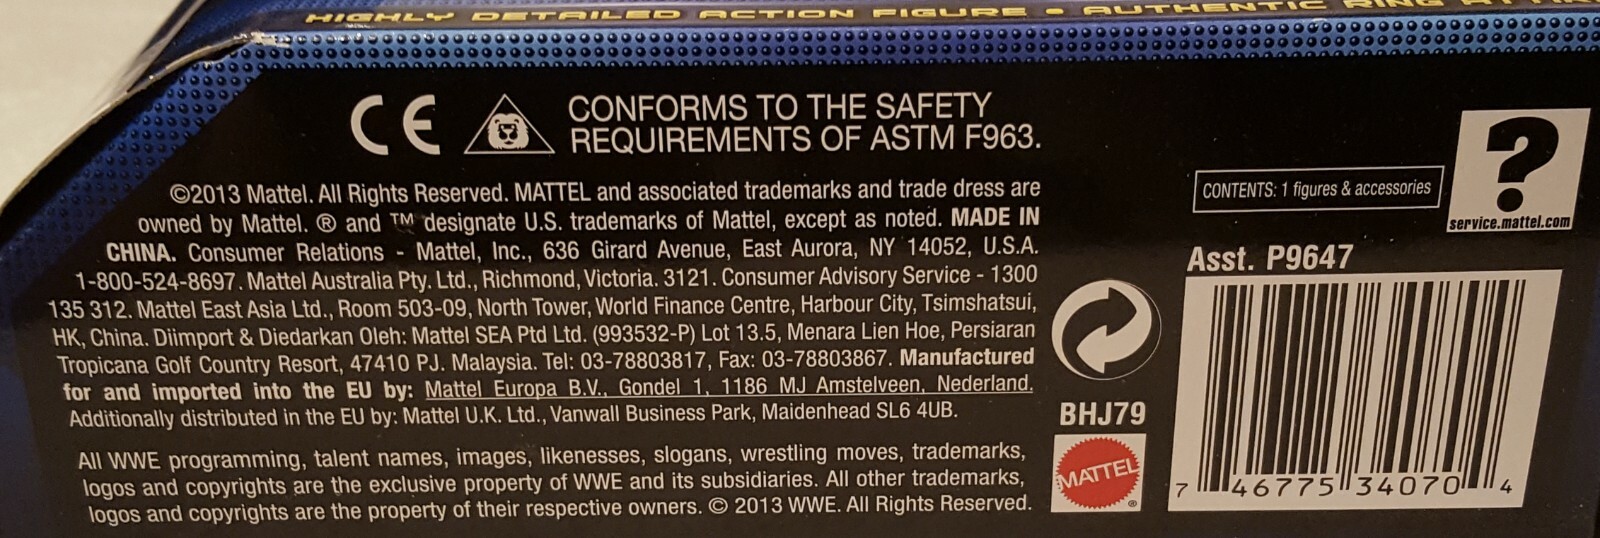 HIGHLY DETAILED ACTION FIGURE • AUTHENTIC RING
CE
CONFORMS TO THE SAFETY
REQUIREMENTS OF ASTM F963.
©2013 Mattel. All Rights Reserved. MATTEL and associated trademarks and trade dress are
owned by Mattel. ® and ™ designate U.S. trademarks of Mattel, except as noted. MADE IN
CHINA. Consumer Relations - Mattel, Inc., 636 Girard Avenue, East Aurora, NY 14052, U.S.A.
1-800-524-8697. Mattel Australia Pty. Ltd., Richmond, Victoria. 3121. Consumer Advisory Service - 1300
135 312. Mattel East Asia Ltd., Room 503-09, North Tower, World Finance Centre, Harbour City, Tsimshatsui,
HK, China. Diimport & Diedarkan Oleh: Mattel SEA Ptd Ltd. (993532-P) Lot 13.5, Menara Lien Hoe, Persiaran
Tropicana Golf Country Resort, 47410 PJ. Malaysia. Tel: 03-78803817, Fax: 03-78803867. Manufactured
for and imported into the EU by: Mattel Europa B.V., Gondel 1, 1186 MJ Amstelveen, Nederland.
Additionally distributed in the EU by: Mattel U.K. Ltd., Vanwall Business Park, Maidenhead SL6 4UB.
All WWE programming, talent names, images, likenesses, slogans, wrestling moves, trademarks,
logos and copyrights are the exclusive property of WWE and its subsidiaries. All other trademarks,
logos and copyrights are the property of their respective owners. © 2013 WWE. All Rights Reserved.
CONTENTS: 1 figures & accessories
?
service.mattel.com
Asst. P9647
BHJ79
MATTEL®
7 46775 34070 4